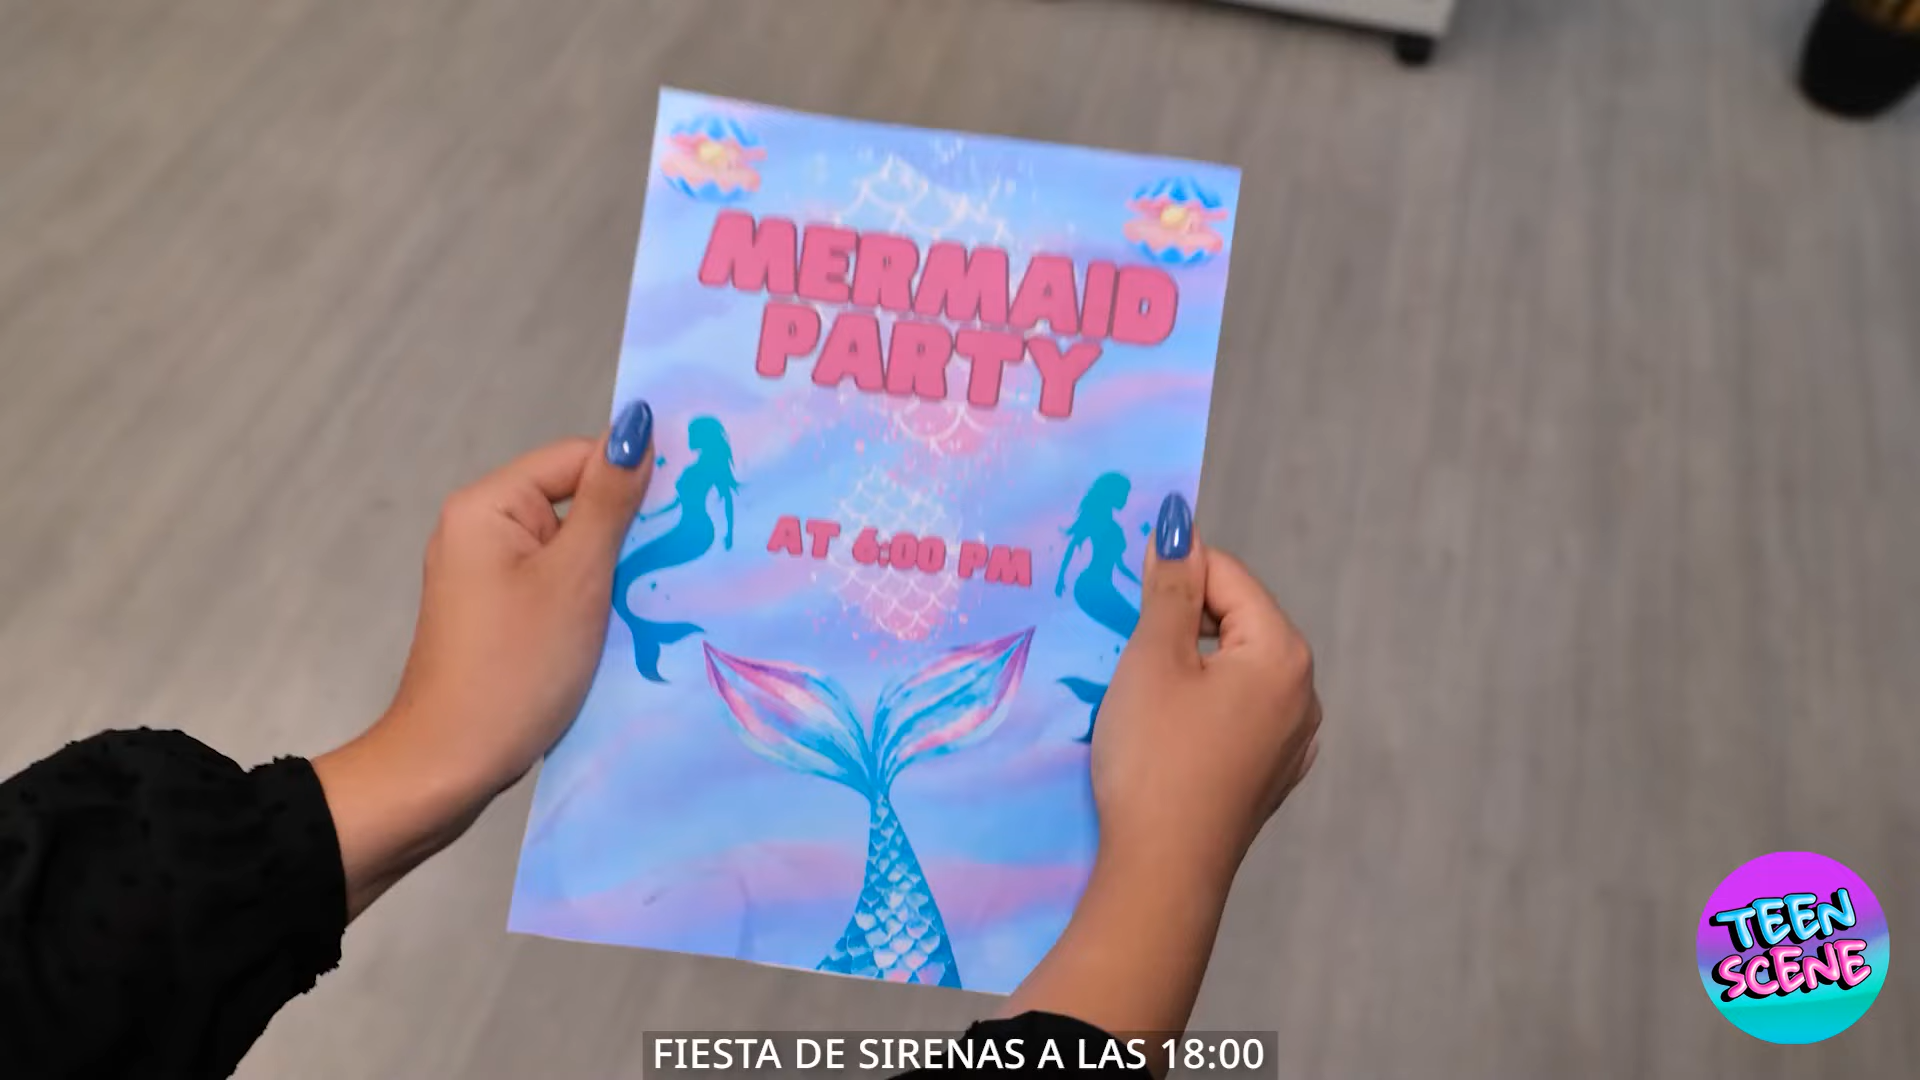 MERMAID
PARTY
AT 6:00 PM
TEEN
SCENE
FIESTA DE SIRENAS A LAS 18:00